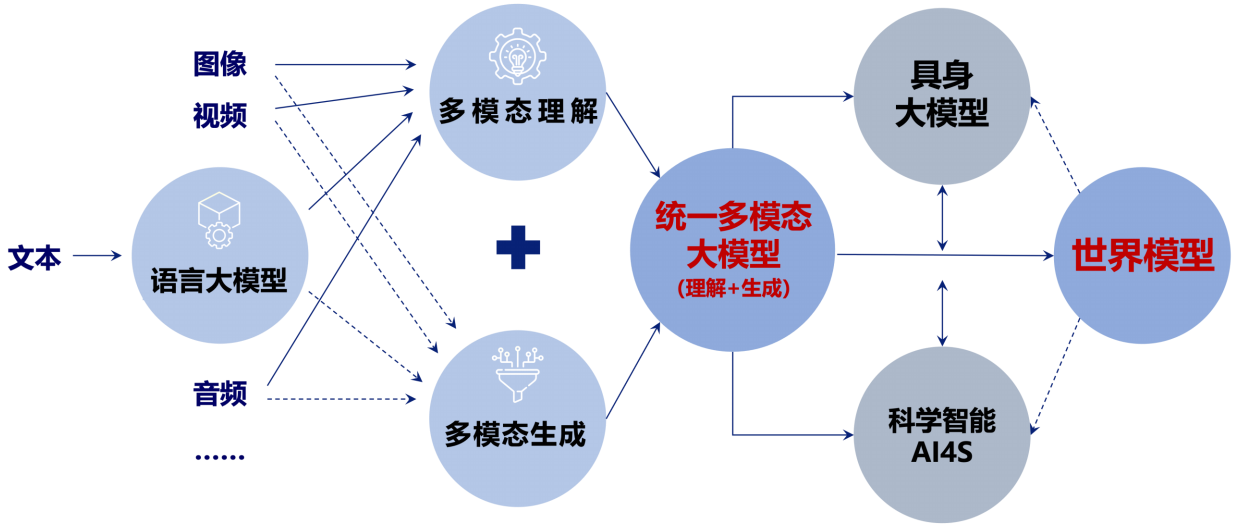 图像
视频
文本
语言大模型
音频
……
多模态理解
多模态生成
统一多模态
大模型
（理解+生成）
具身
大模型
科学智能
AI4S
世界模型